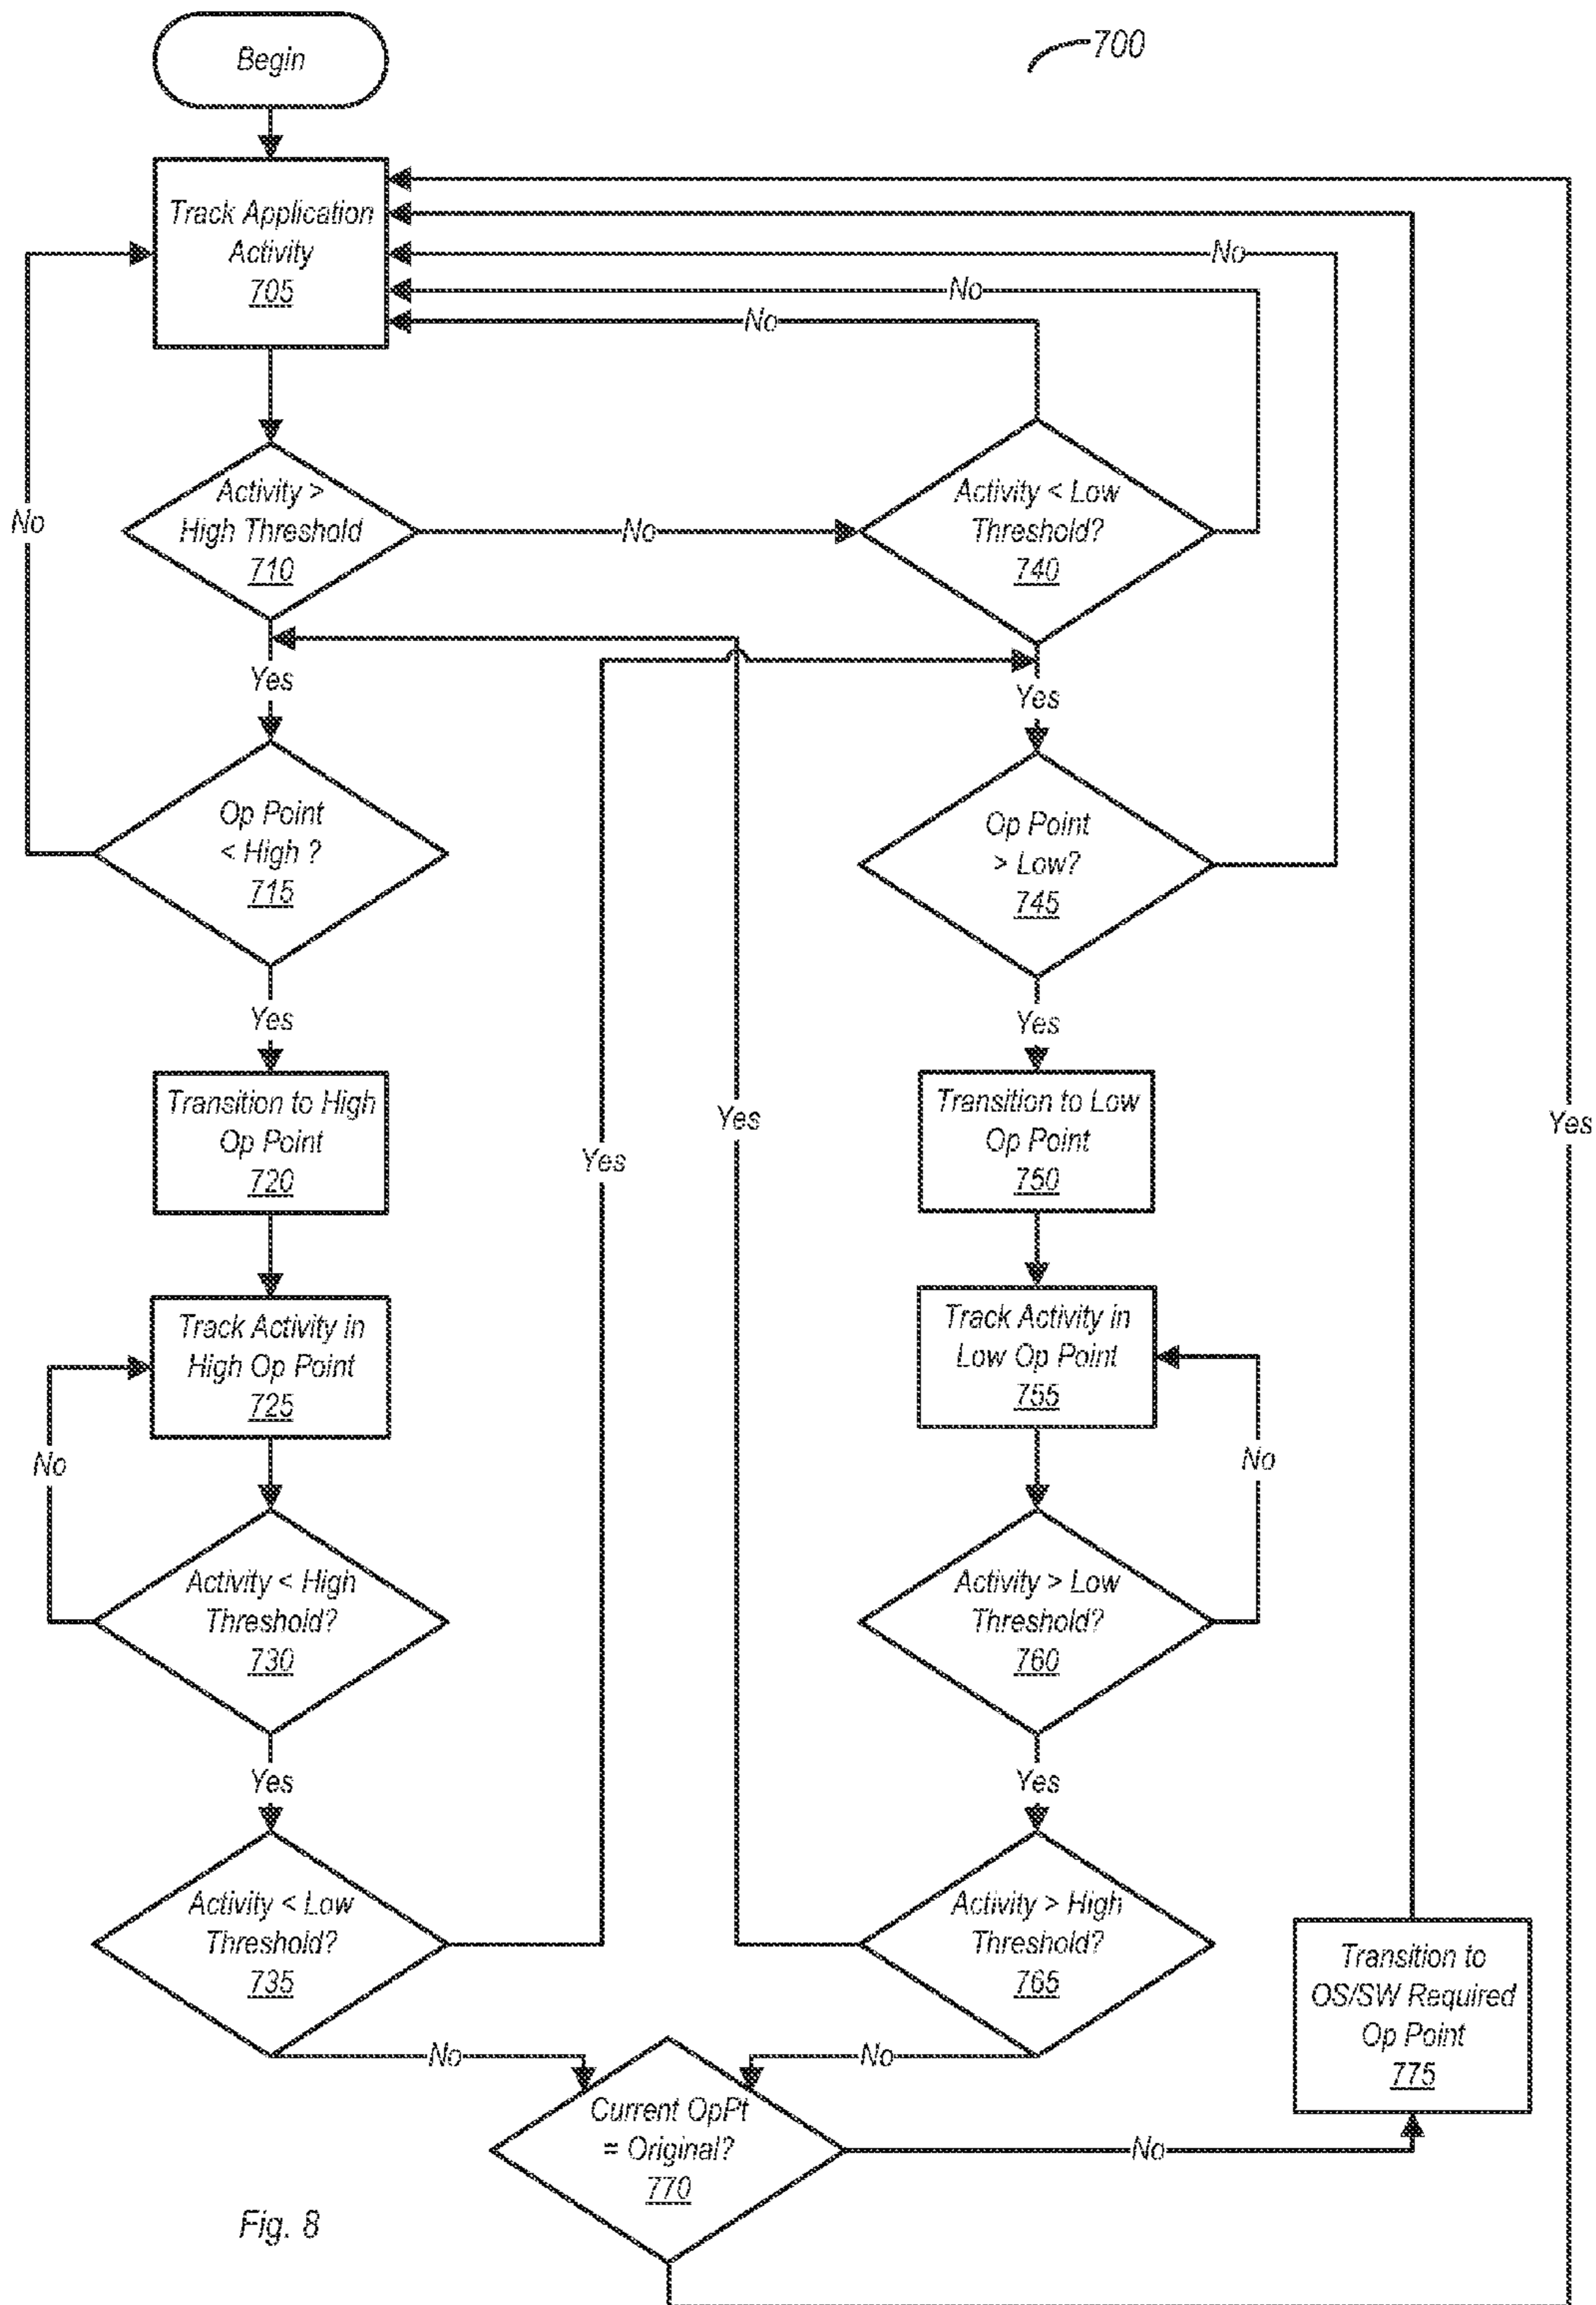 Begin
700
Track Application
Activity
705
No
No
No
No
Activity >
High Threshold
710
No
Activity < Low
Threshold?
740
Yes
Yes
Op Point
< High ?
715
Op Point
> Low?
745
Yes
Yes
Transition to High
Op Point
720
Yes
Yes
Transition to Low
Op Point
750
Yes
Track Activity in
High Op Point
725
Track Activity in
Low Op Point
755
No
No
Activity < High
Threshold?
730
Activity > Low
Threshold?
760
Yes
Yes
Activity < Low
Threshold?
735
Activity > High
Threshold?
765
Transition to
OS/SW Required
Op Point
775
No
No
Current OpPt
= Original?
770
No
Fig. 8